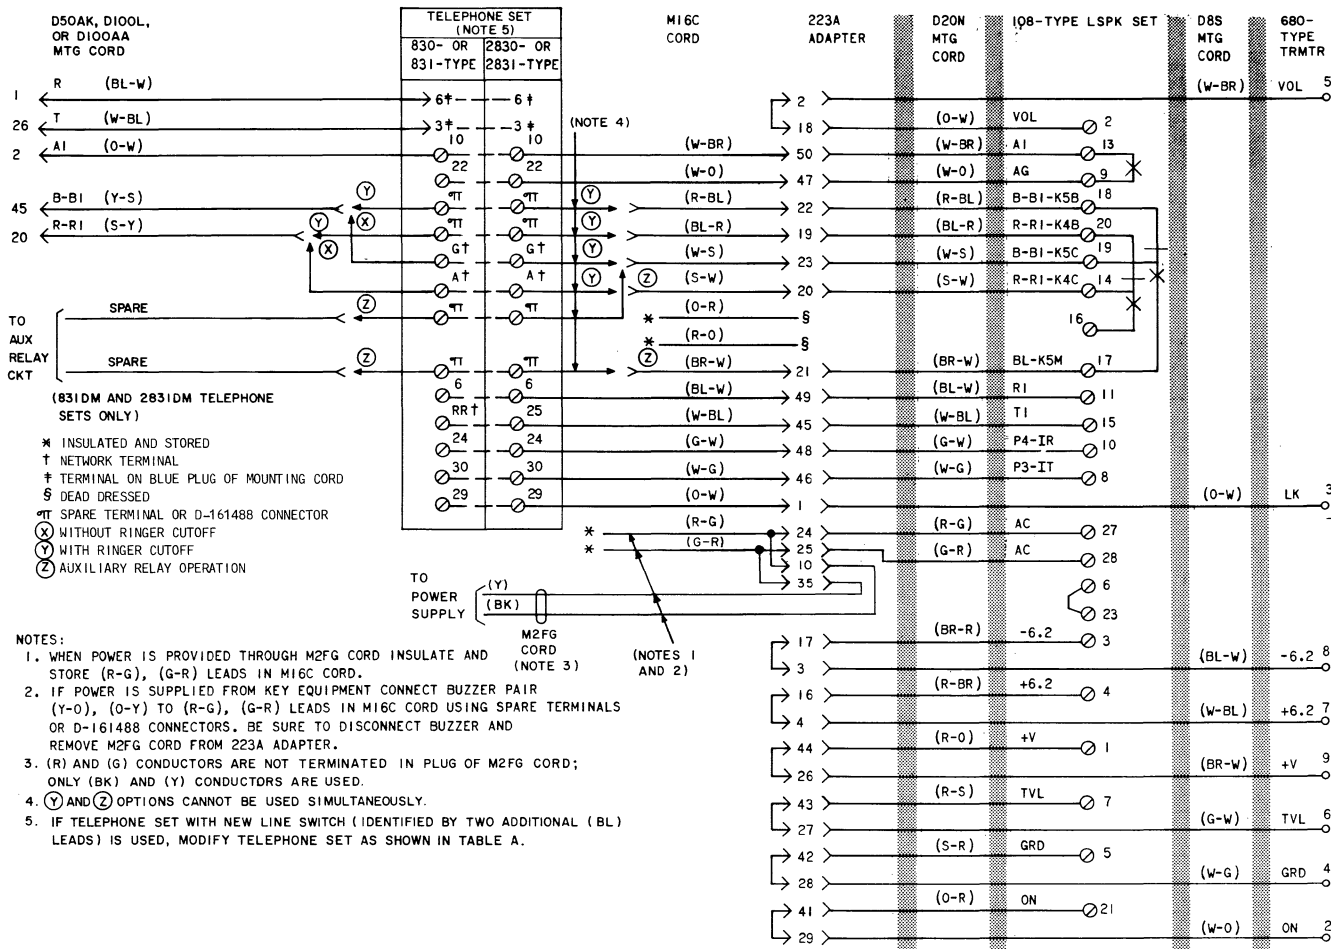 D50AK, D100L,
OR D100AA
MTG CORD
TELEPHONE SET
(NOTE 5)
830- OR
831-TYPE
2830- OR
2831-TYPE
M16C
CORD
223A
ADAPTER
D20N
MTG
CORD
108-TYPE LSPK SET
D8S
MTG
CORD
680-
TYPE
TRMTR
1 R (BL-W) 6‡ 6‡ 2 (W-BR) VOL 5
26 T (W-BL) 3‡ 3‡ (NOTE 4) 18 (O-W) VOL 2
2 A1 (O-W) 10 10 (W-BR) 50 (W-BR) A1 13
22 22 (W-O) 47 (W-O) AG 9
45 B-B1 (Y-S) Y π π Y (R-BL) 22 (R-BL) B-B1-K5B 18
20 R-R1 (S-Y) Y X π π Y (BL-R) 19 (BL-R) R-R1-K4B 20
X G† G† Y (W-S) 23 (W-S) B-B1-K5C 19
A† A† Y Z (S-W) 20 (S-W) R-R1-K4C 14
SPARE Z π π * (O-R) § 16
* (R-O) §
SPARE Z π π Z (BR-W) 21 (BR-W) BL-K5M 17
TO
AUX
RELAY
CKT
6 6 (BL-W) 49 (BL-W) R1 11
RR† 25 (W-BL) 45 (W-BL) T1 15
24 24 (G-W) 48 (G-W) P4-1R 10
30 30 (W-G) 46 (W-G) P3-1T 8
29 29 (O-W) 1 (O-W) LK 3
* (R-G) 24 (R-G) AC 27
* (G-R) 25 (G-R) AC 28
10
35
6
23
(831DM AND 2831DM TELEPHONE
SETS ONLY)
* INSULATED AND STORED
† NETWORK TERMINAL
‡ TERMINAL ON BLUE PLUG OF MOUNTING CORD
§ DEAD DRESSED
π SPARE TERMINAL OR D-161488 CONNECTOR
X WITHOUT RINGER CUTOFF
Y WITH RINGER CUTOFF
Z AUXILIARY RELAY OPERATION
TO
POWER
SUPPLY
(Y)
(BK)
M2FG
CORD
(NOTE 3)
(NOTES 1
AND 2)
17 (BR-R) -6.2 3
3 (BL-W) -6.2 8
16 (R-BR) +6.2 4
4 (W-BL) +6.2 7
44 (R-O) +V 1
26 (BR-W) +V 9
43 (R-S) TVL 7
27 (G-W) TVL 6
42 (S-R) GRD 5
28 (W-G) GRD 4
41 (O-R) ON 21
29 (W-O) ON 2
NOTES:
1. WHEN POWER IS PROVIDED THROUGH M2FG CORD INSULATE AND
STORE (R-G), (G-R) LEADS IN M16C CORD.
2. IF POWER IS SUPPLIED FROM KEY EQUIPMENT CONNECT BUZZER PAIR
(Y-O), (O-Y) TO (R-G), (G-R) LEADS IN M16C CORD USING SPARE TERMINALS
OR D-161488 CONNECTORS. BE SURE TO DISCONNECT BUZZER AND
REMOVE M2FG CORD FROM 223A ADAPTER.
3. (R) AND (G) CONDUCTORS ARE NOT TERMINATED IN PLUG OF M2FG CORD;
ONLY (BK) AND (Y) CONDUCTORS ARE USED.
4. Y AND Z OPTIONS CANNOT BE USED SIMULTANEOUSLY.
5. IF TELEPHONE SET WITH NEW LINE SWITCH (IDENTIFIED BY TWO ADDITIONAL (BL)
LEADS) IS USED, MODIFY TELEPHONE SET AS SHOWN IN TABLE A.